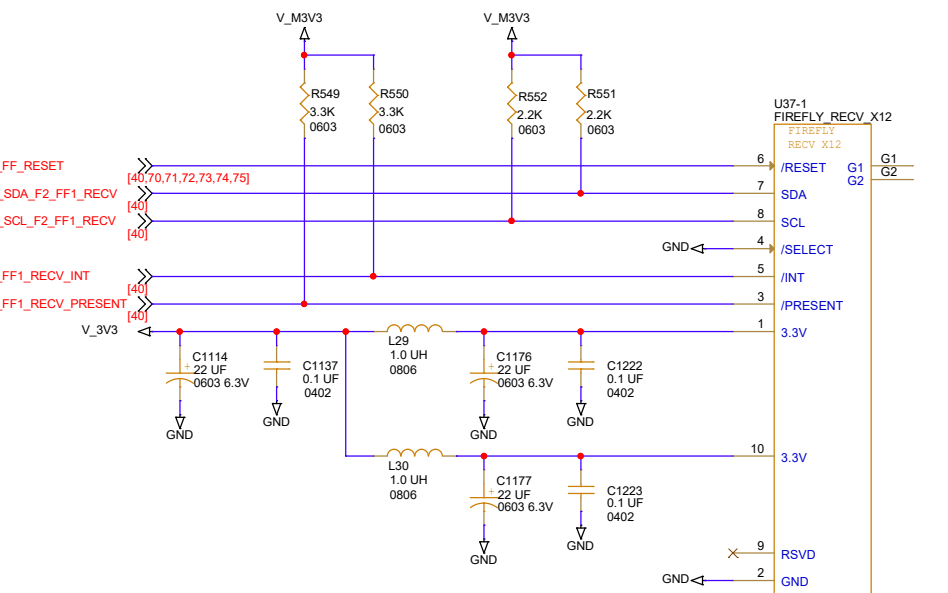 V_M3V3
V_M3V3
R549
3.3K
0603
R550
3.3K
0603
R552
2.2K
0603
R551
2.2K
0603
U37-1
FIREFLY_RECV_X12
FIREFLY
RECV X12
_FF_RESET
[40,70,71,72,73,74,75]
6
/RESET
G1
G1
G2
G2
_SDA_F2_FF1_RECV
[40]
7
SDA
_SCL_F2_FF1_RECV
[40]
8
SCL
GND
4
/SELECT
_FF1_RECV_INT
[40]
5
/INT
_FF1_RECV_PRESENT
[40]
3
/PRESENT
V_3V3
1
3.3V
L29
1.0 UH
0806
C1114
22 UF
0603 6.3V
+
GND
C1137
0.1 UF
0402
GND
C1176
22 UF
0603 6.3V
+
GND
C1222
0.1 UF
0402
GND
10
3.3V
L30
1.0 UH
0806
C1177
22 UF
0603 6.3V
+
GND
C1223
0.1 UF
0402
GND
9
RSVD
GND
2
GND